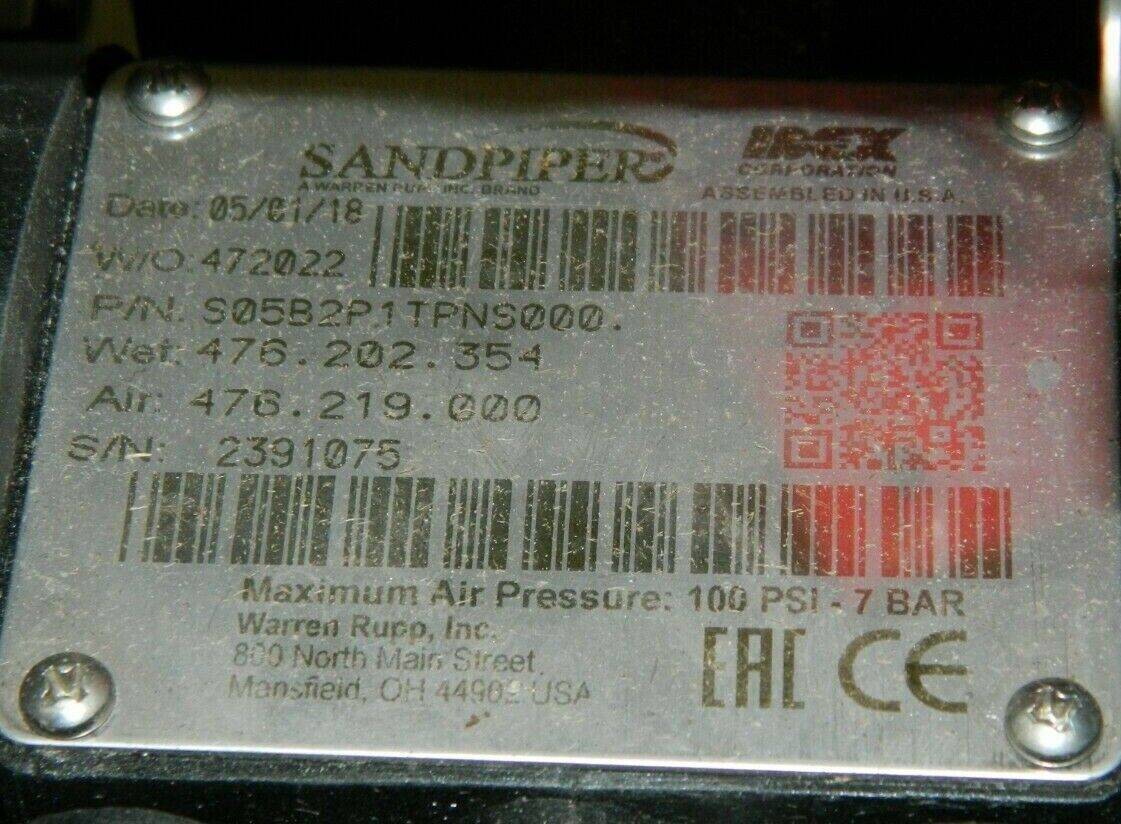 SANDPIPER
A WARREN RUPP, INC. BRAND
IDEX
CORPORATION
ASSEMBLED IN U.S.A.
Date: 05/01/18
W/O: 472022
P/N: S05B2P1TPNS000.
Wet: 476.202.354
Air: 476.219.000
S/N: 2391075
Maximum Air Pressure: 100 PSI - 7 BAR
Warren Rupp, Inc.
800 North Main Street
Mansfield, OH 44902 USA
EAC CE